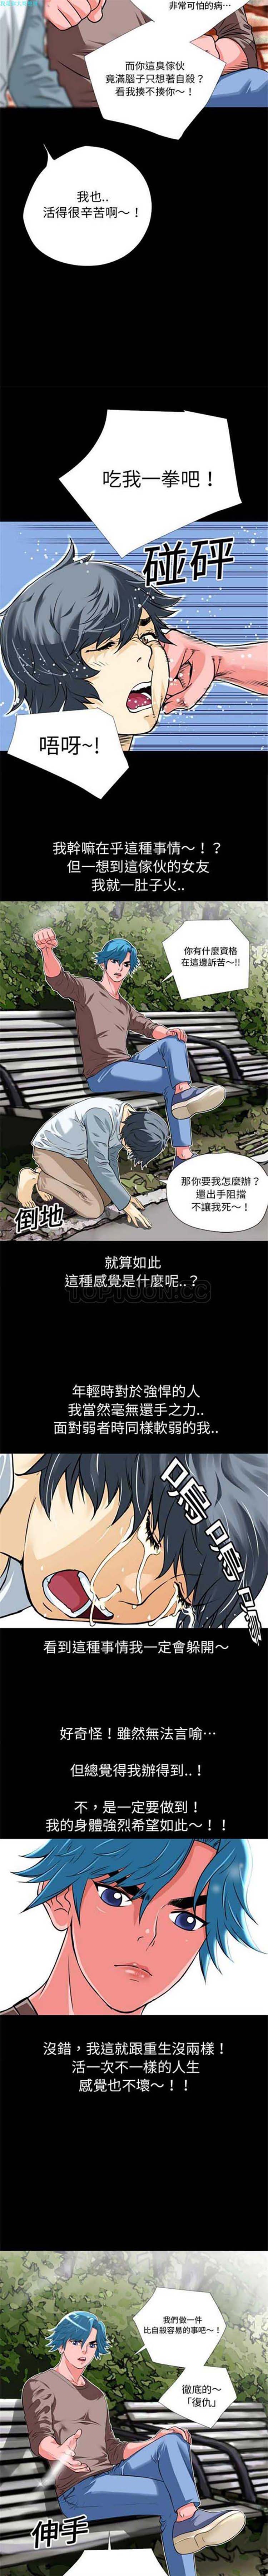 非常可怕的病…
而你這臭傢伙
竟滿腦子只想著自殺？
看我揍不揍你～！
我也..
活得很辛苦啊～！
吃我一拳吧！
碰砰
唔呀~!
我幹嘛在乎這種事情～！？
但一想到這傢伙的女友
我就一肚子火..
你有什麼資格
在這邊訴苦～!!
那你要我怎麼辦？
還出手阻擋
不讓我死～！
倒地
就算如此
這種感覺是什麼呢..？
TOPTOON
年輕時對於強悍的人
我當然毫無還手之力..
面對弱者時同樣軟弱的我..
嗚嗚嗚
看到這種事情我一定會躲開～
好奇怪！雖然無法言喻…
但總覺得我辦得到..！
不，是一定要做到！
我的身體強烈希望如此～！！
沒錯，我這就跟重生沒兩樣！
活一次不一樣的人生
感覺也不壞～！！
我們做一件
比自殺容易的事吧～！
徹底的～
「復仇」
伸手